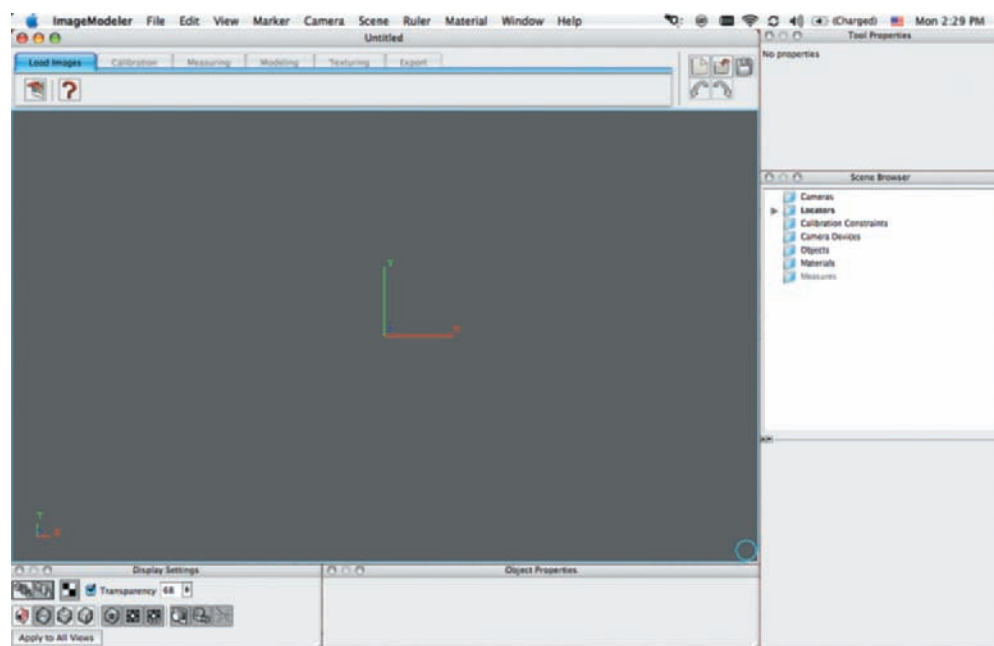 ImageModeler File Edit View Marker Camera Scene Ruler Material Window Help (Charged) Mon 2:29 PM
Untitled
Tool Properties
Load Images Calibration Measuring Modeling Texturing Export
No properties
?
Scene Browser
Cameras
Locators
Calibration Constraints
Camera Devices
Objects
Materials
Measures
Y
X
Y
X
Display Settings
Object Properties
Transparency 68
Apply to All Views